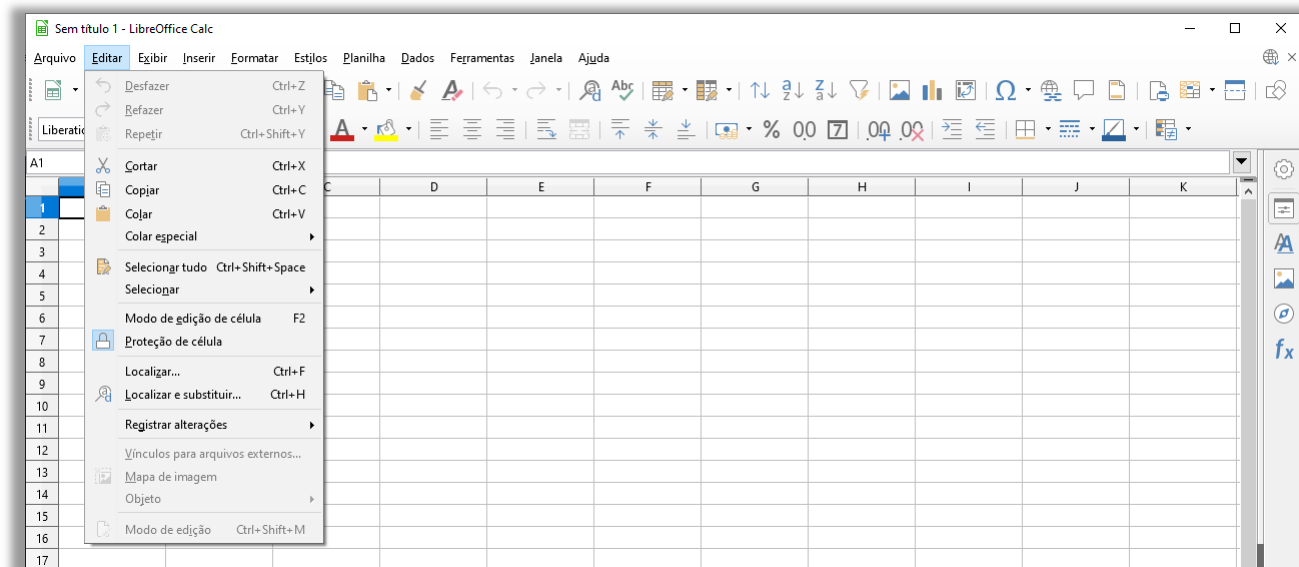 Sem título 1 - LibreOffice Calc
Arquivo Editar Exibir Inserir Formatar Estilos Planilha Dados Ferramentas Janela Ajuda
Desfazer Ctrl+Z
Refazer Ctrl+Y
Repetir Ctrl+Shift+Y
Cortar Ctrl+X
Copiar Ctrl+C
Colar Ctrl+V
Colar especial
Selecionar tudo Ctrl+Shift+Space
Selecionar
Modo de edição de célula F2
Proteção de célula
Localizar... Ctrl+F
Localizar e substituir... Ctrl+H
Registrar alterações
Vínculos para arquivos externos...
Mapa de imagem
Objeto
Modo de edição Ctrl+Shift+M
Abc
A1
C D E F G H I J K
1
2
3
4
5
6
7
8
9
10
11
12
13
14
15
16
17